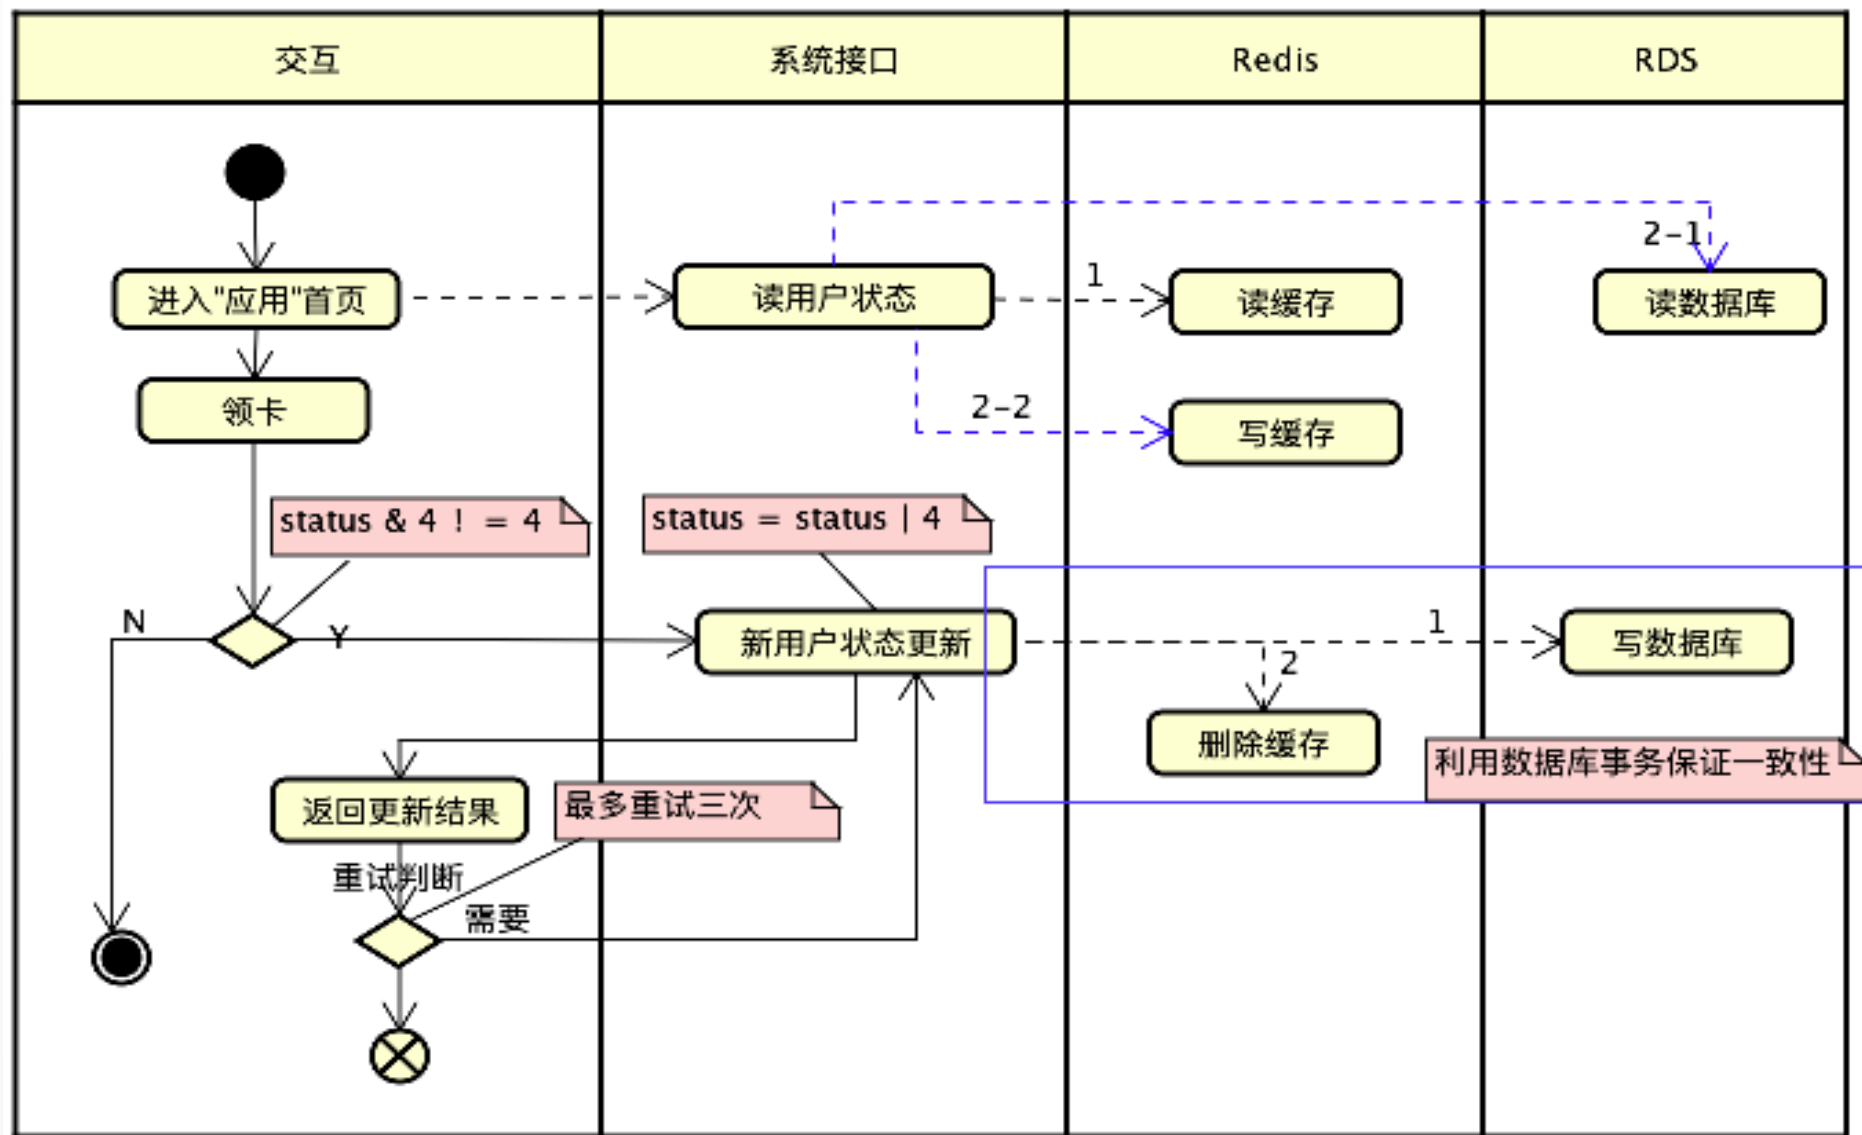 交互
系统接口
Redis
RDS
2-1
进入"应用"首页
读用户状态
1
读缓存
读数据库
领卡
2-2
写缓存
status & 4 ! = 4
status = status | 4
N
Y
新用户状态更新
1
写数据库
2
删除缓存
利用数据库事务保证一致性
返回更新结果
最多重试三次
重试判断
需要